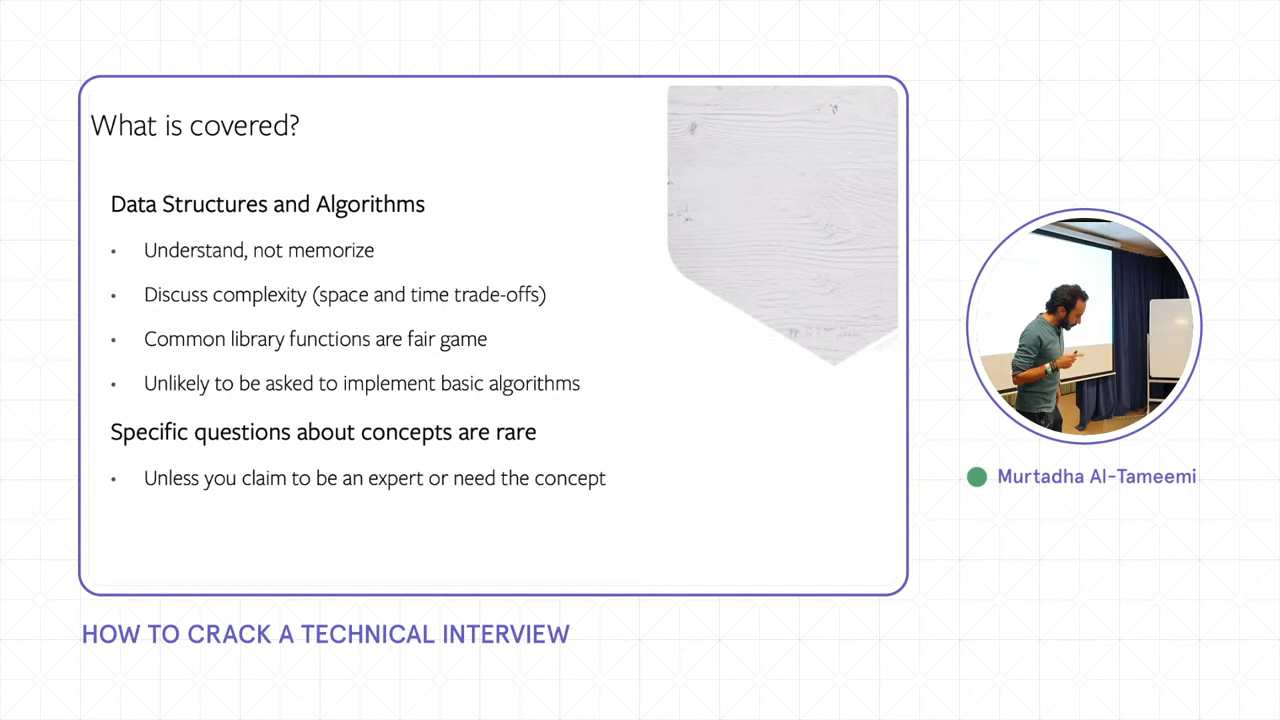 What is covered?
Data Structures and Algorithms
• Understand, not memorize
• Discuss complexity (space and time trade-offs)
• Common library functions are fair game
• Unlikely to be asked to implement basic algorithms
Specific questions about concepts are rare
• Unless you claim to be an expert or need the concept
Murtadha Al-Tameemi
HOW TO CRACK A TECHNICAL INTERVIEW